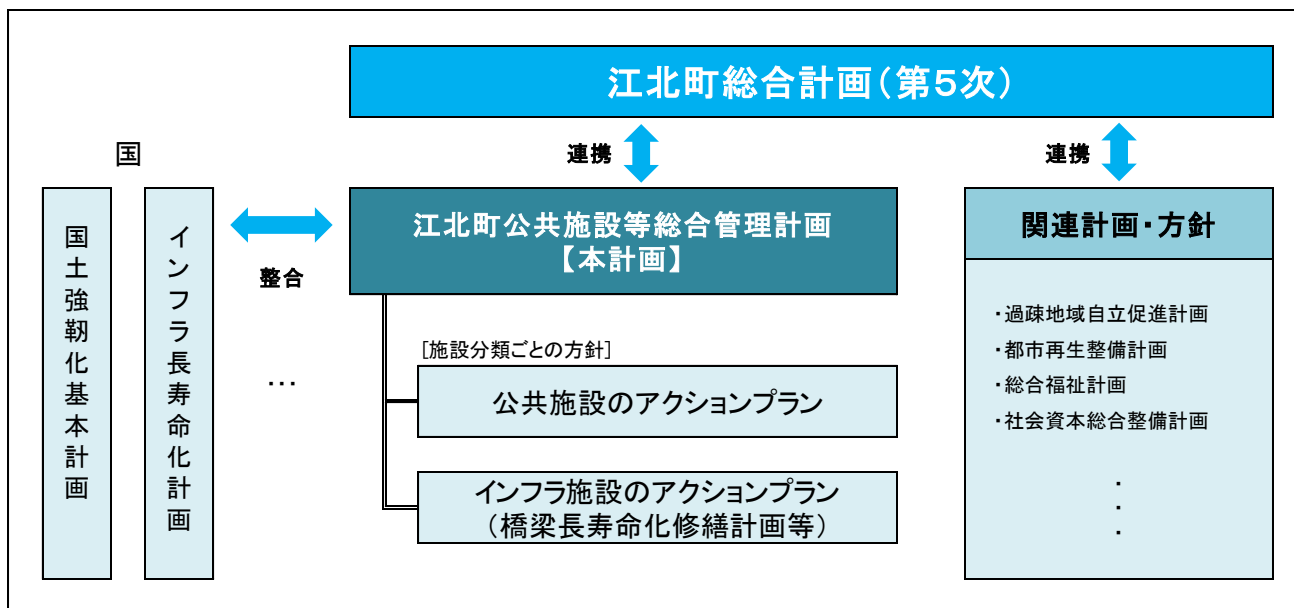 江北町総合計画（第５次）
連携
連携
国
国土強靭化基本計画
インフラ長寿命化計画
整合
…
江北町公共施設等総合管理計画
【本計画】
[施設分類ごとの方針]
公共施設のアクションプラン
インフラ施設のアクションプラン
（橋梁長寿命化修繕計画等）
関連計画・方針
・過疎地域自立促進計画
・都市再生整備計画
・総合福祉計画
・社会資本総合整備計画
・
・
・